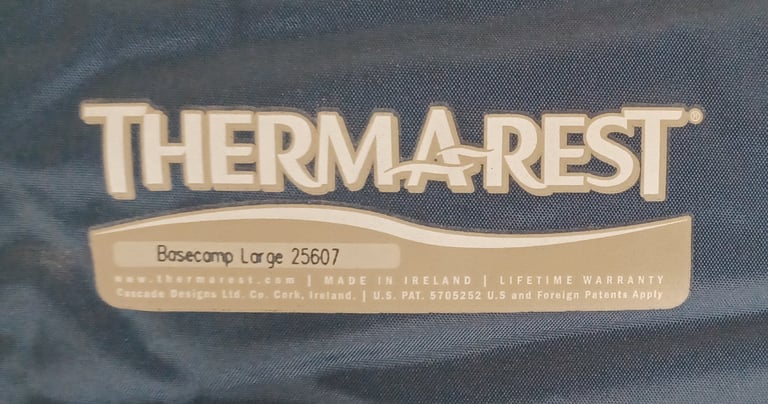 THERM-A-REST®
Basecamp Large 25607
www.thermarest.com | MADE IN IRELAND | LIFETIME WARRANTY
Cascade Designs Ltd. Co. Cork, Ireland. | U.S. PAT. 5705252 U.S and Foreign Patents Apply